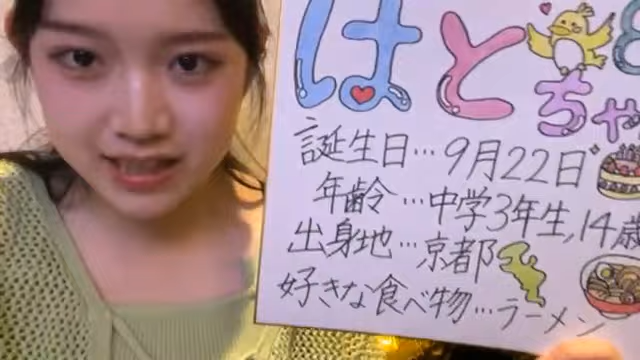 はと
ちゃ
誕生日…9月22日
年齢…中学3年生,14歳
出身地…京都
好きな食べ物…ラーメン